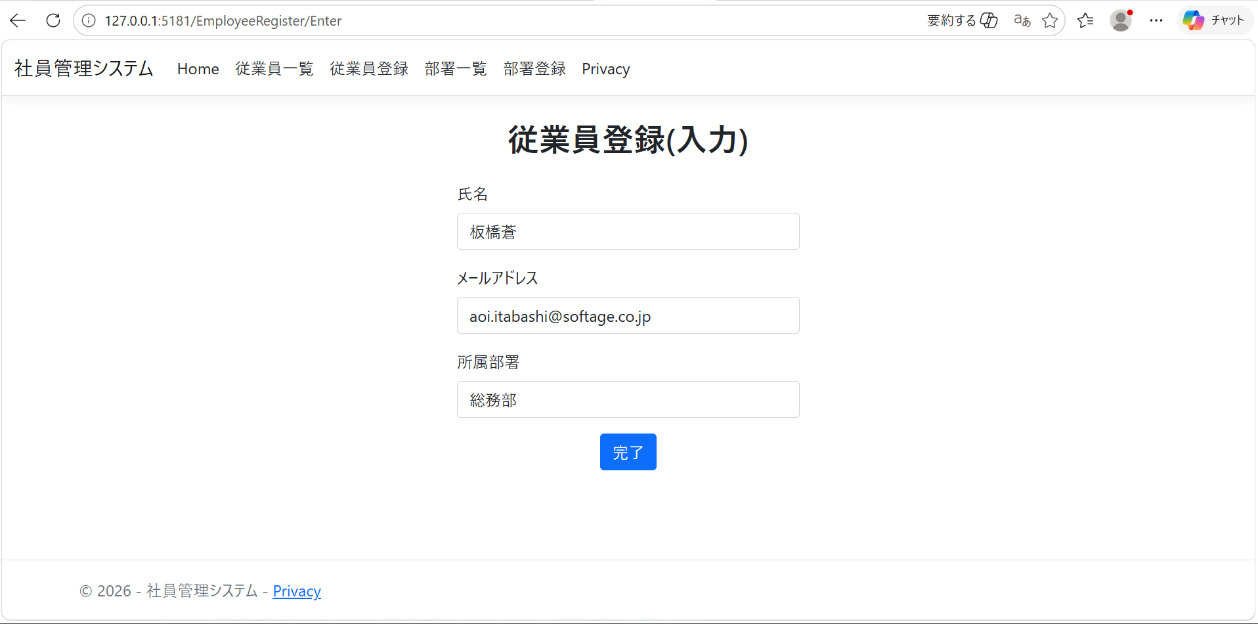 127.0.0.1:5181/EmployeeRegister/Enter 要約する aあ チャット
社員管理システム Home 従業員一覧 従業員登録 部署一覧 部署登録 Privacy
従業員登録(入力)
氏名
板橋蒼
メールアドレス
aoi.itabashi@softage.co.jp
所属部署
総務部
完了
© 2026 - 社員管理システム - Privacy